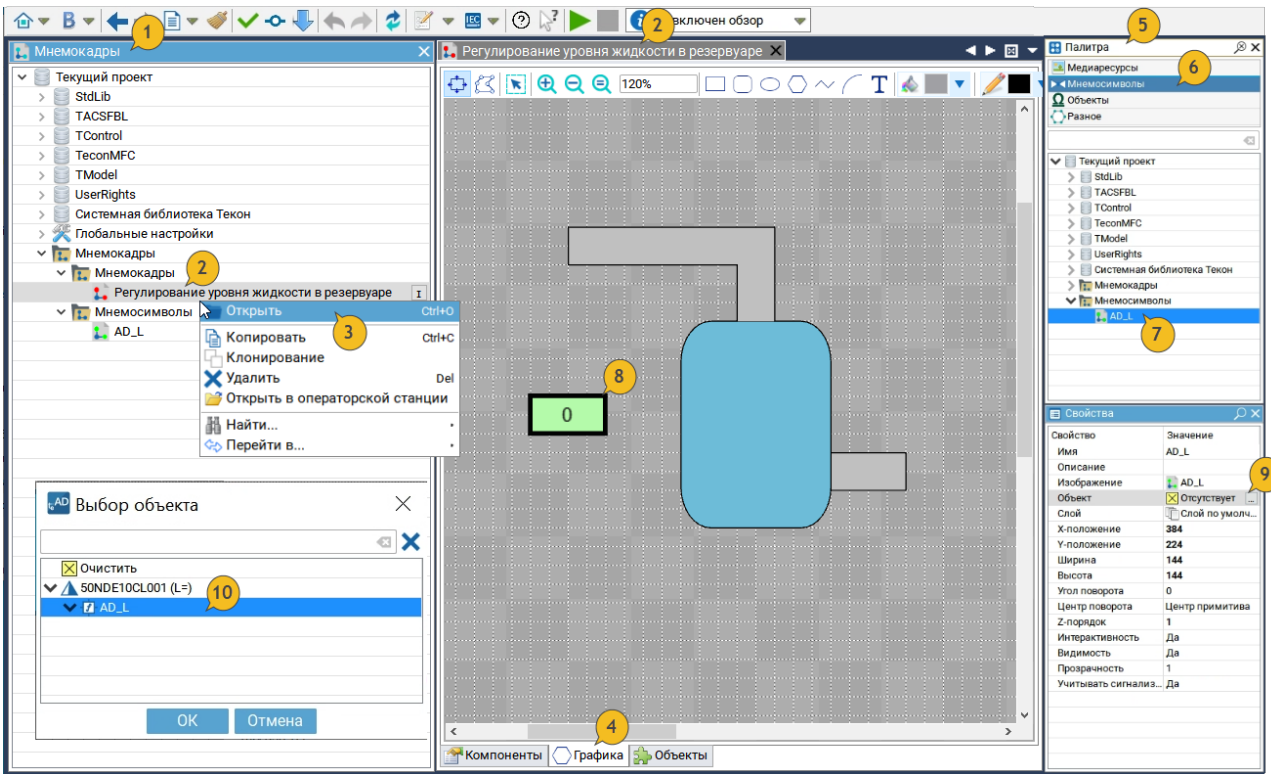 B
IEC
включен обзор
1
2
5
Мнемокадры
Текущий проект
StdLib
TACSFBL
TControl
TeconMFC
TModel
UserRights
Системная библиотека Текон
Глобальные настройки
Мнемокадры
Мнемокадры
2
Регулирование уровня жидкости в резервуаре I
Мнемосимволы
AD_L
Открыть Ctrl+O
3
Копировать Ctrl+C
Клонирование
Удалить Del
Открыть в операторской станции
Найти...
Перейти в...
AD Выбор объекта
Очистить
50NDE10CL001 (L=)
10
AD_L
ОК Отмена
Регулирование уровня жидкости в резервуаре
120% T
8
0
4
Компоненты Графика Объекты
Палитра
Медиаресурсы
6
Мнемосимволы
Объекты
Разное
Текущий проект
StdLib
TACSFBL
TControl
TeconMFC
TModel
UserRights
Системная библиотека Текон
Мнемокадры
Мнемосимволы
AD_L
7
Свойства
Свойство Значение
Имя AD_L
Описание
9
Изображение AD_L
Объект Отсутствует ...
Слой Слой по умолч...
X-положение 384
Y-положение 224
Ширина 144
Высота 144
Угол поворота 0
Центр поворота Центр примитива
Z-порядок 1
Интерактивность Да
Видимость Да
Прозрачность 1
Учитывать сигнализ... Да